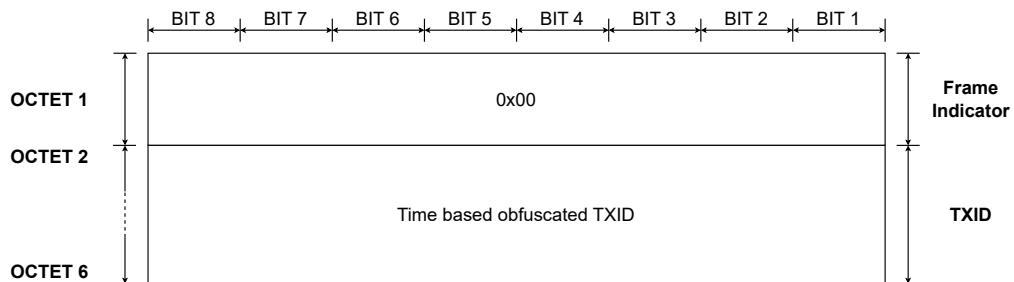 BIT 8 BIT 7 BIT 6 BIT 5 BIT 4 BIT 3 BIT 2 BIT 1
OCTET 1
0x00
Frame
Indicator
OCTET 2
Time based obfuscated TXID
TXID
OCTET 6